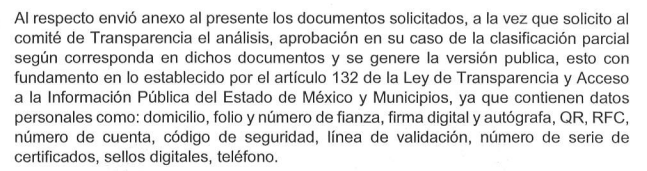 Al respecto envió anexo al presente los documentos solicitados, a la vez que solicito al
comité de Transparencia el análisis, aprobación en su caso de la clasificación parcial
según corresponda en dichos documentos y se genere la versión publica, esto con
fundamento en lo establecido por el artículo 132 de la Ley de Transparencia y Acceso
a la Información Pública del Estado de México y Municipios, ya que contienen datos
personales como: domicilio, folio y número de fianza, firma digital y autógrafa, QR, RFC,
número de cuenta, código de seguridad, línea de validación, número de serie de
certificados, sellos digitales, teléfono.